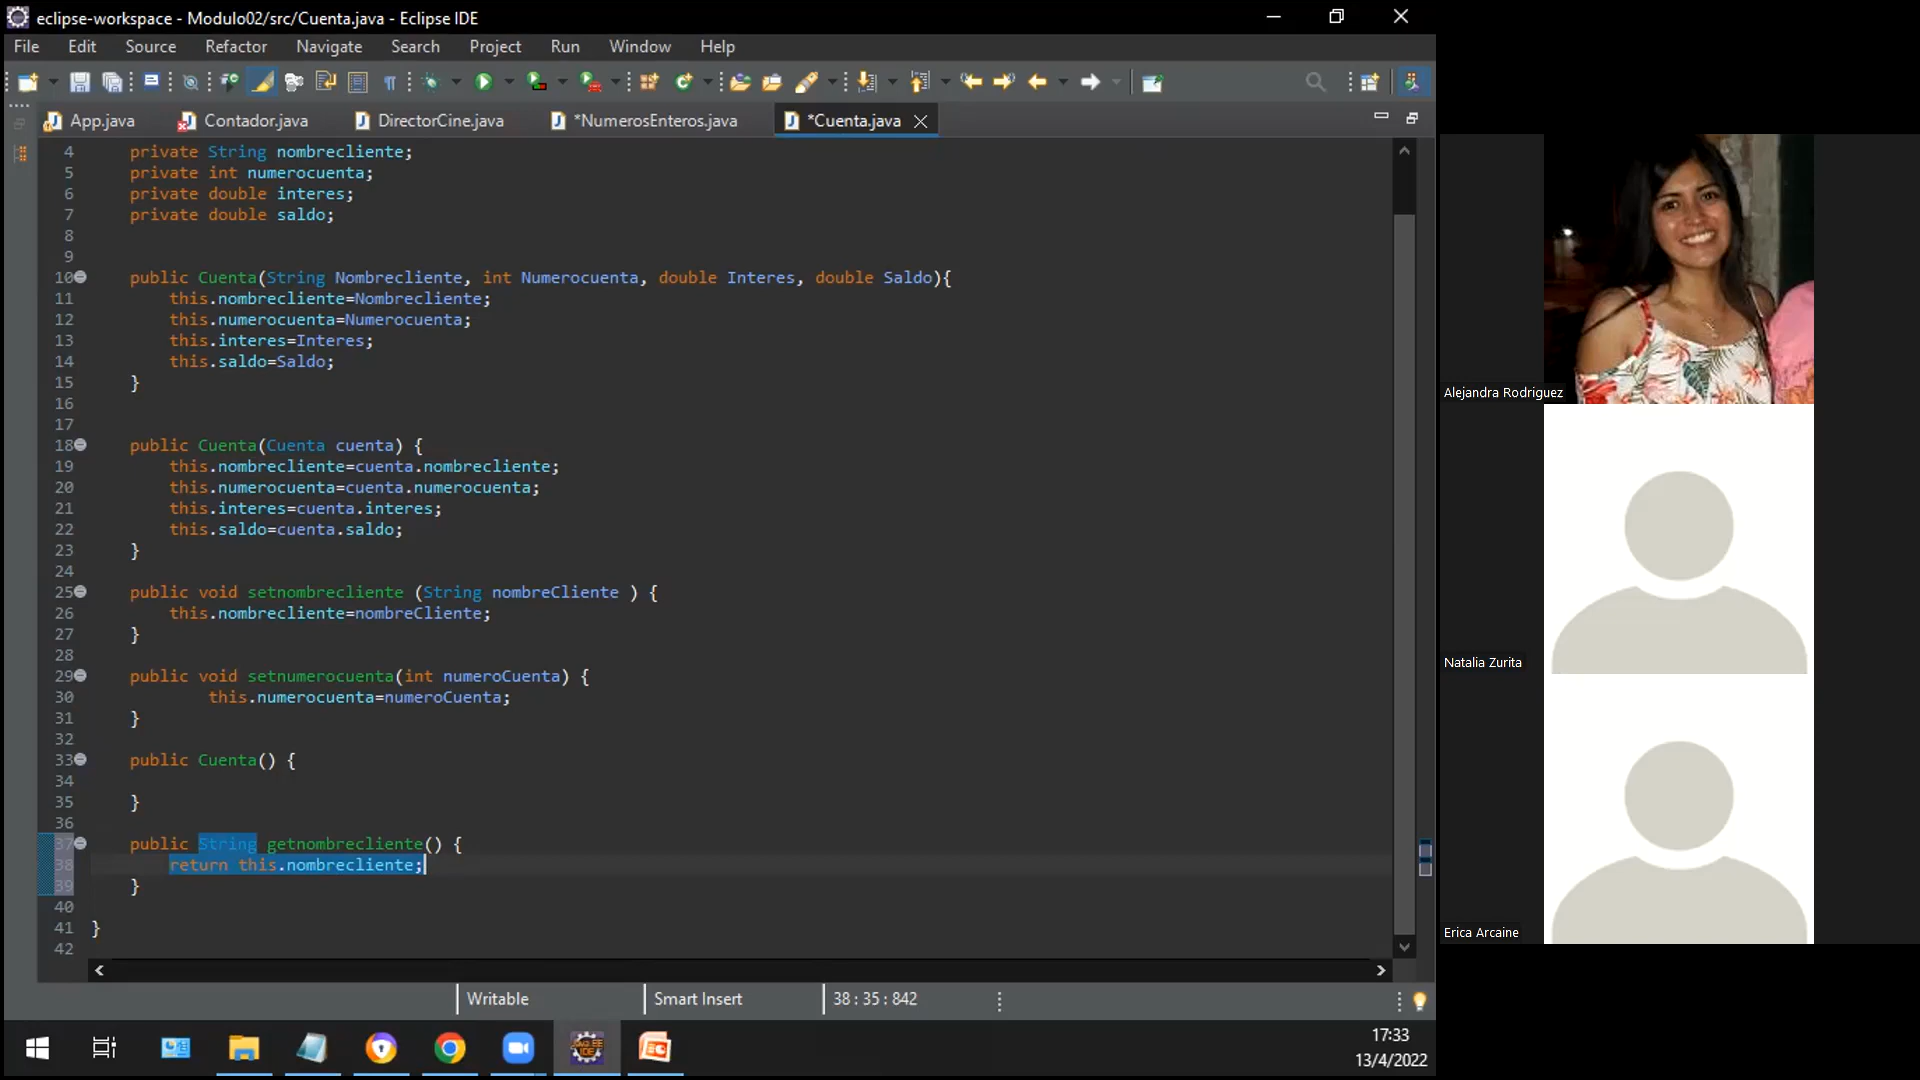 eclipse-workspace - Modulo02/src/Cuenta.java - Eclipse IDE
File Edit Source Refactor Navigate Search Project Run Window Help
App.java Contador.java DirectorCine.java *NumerosEnteros.java *Cuenta.java
4 private String nombrecliente;
5 private int numerocuenta;
6 private double interes;
7 private double saldo;
8
9
10 public Cuenta(String Nombrecliente, int Numerocuenta, double Interes, double Saldo){
11 this.nombrecliente=Nombrecliente;
12 this.numerocuenta=Numerocuenta;
13 this.interes=Interes;
14 this.saldo=Saldo;
15 }
16
17
18 public Cuenta(Cuenta cuenta) {
19 this.nombrecliente=cuenta.nombrecliente;
20 this.numerocuenta=cuenta.numerocuenta;
21 this.interes=cuenta.interes;
22 this.saldo=cuenta.saldo;
23 }
24
25 public void setnombrecliente (String nombreCliente ) {
26 this.nombrecliente=nombreCliente;
27 }
28
29 public void setnumerocuenta(int numeroCuenta) {
30 this.numerocuenta=numeroCuenta;
31 }
32
33 public Cuenta() {
34
35 }
36
37 public String getnombrecliente() {
38 return this.nombrecliente;
39 }
40
41 }
42
Writable Smart Insert 38 : 35 : 842
17:33
13/4/2022
Alejandra Rodriguez
Natalia Zurita
Erica Arcaine